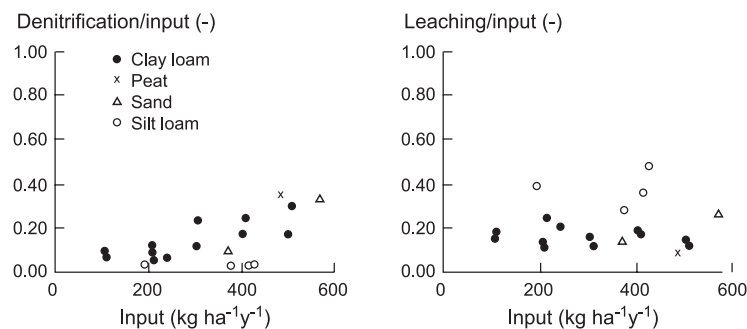 Denitrification/input (-)
1.00
0.80
0.60
0.40
0.20
0.00
0
200
400
600
Input (kg ha⁻¹y⁻¹)
Clay loam
Peat
Sand
Silt loam
Leaching/input (-)
1.00
0.80
0.60
0.40
0.20
0.00
0
200
400
600
Input (kg ha⁻¹y⁻¹)